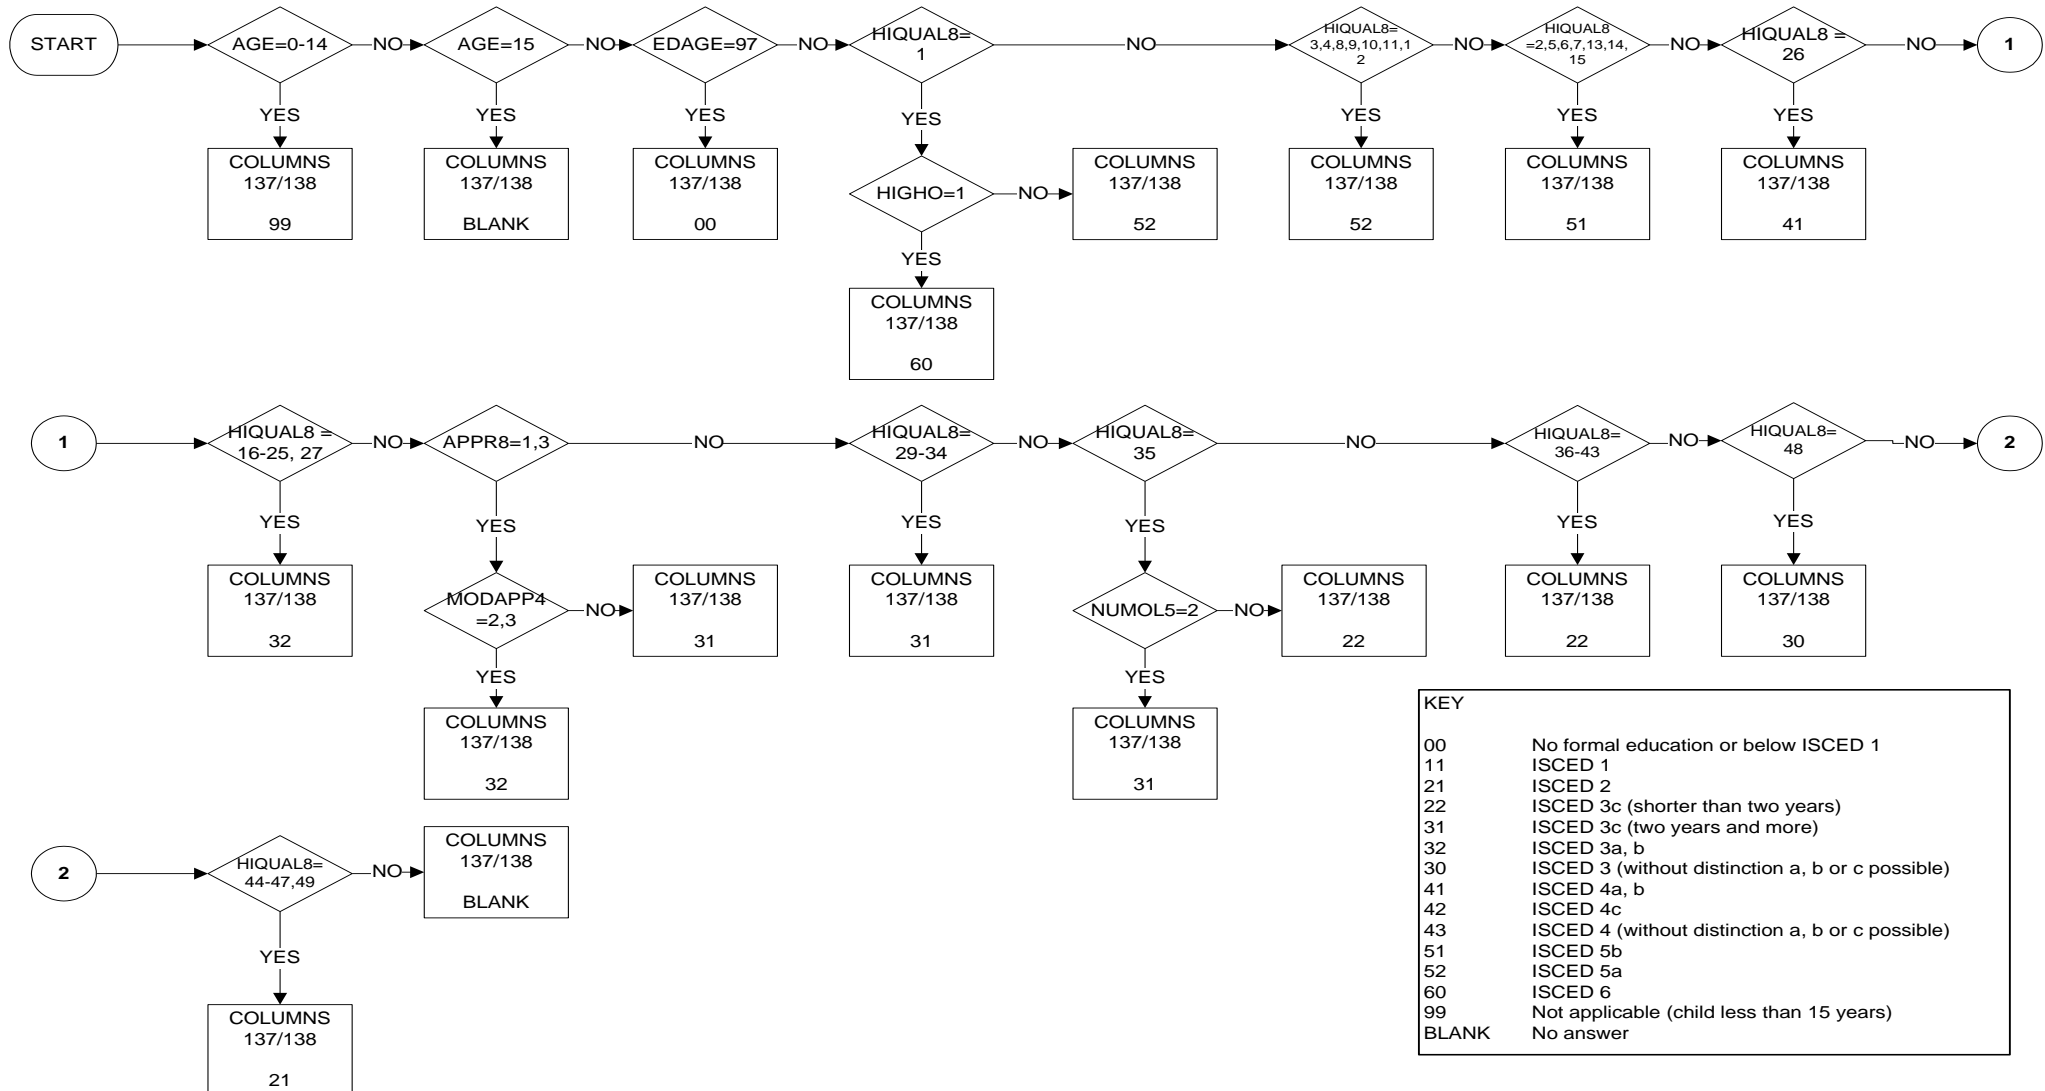 START
AGE=0-14
NO
AGE=15
NO
EDAGE=97
NO
HIQUAL8=
1
NO
HIQUAL8=
3,4,8,9,10,11,1
2
NO
HIQUAL8
=2,5,6,7,13,14,
15
NO
HIQUAL8 =
26
NO
1
YES
YES
YES
YES
YES
YES
YES
COLUMNS
137/138
99
COLUMNS
137/138
BLANK
COLUMNS
137/138
00
HIGHO=1
NO
COLUMNS
137/138
52
COLUMNS
137/138
52
COLUMNS
137/138
51
COLUMNS
137/138
41
YES
COLUMNS
137/138
60
1
HIQUAL8 =
16-25, 27
NO
APPR8=1,3
NO
HIQUAL8=
29-34
NO
HIQUAL8=
35
NO
HIQUAL8=
36-43
NO
HIQUAL8=
48
NO
2
YES
YES
YES
YES
YES
YES
COLUMNS
137/138
32
MODAPP4
=2,3
NO
COLUMNS
137/138
31
COLUMNS
137/138
31
NUMOL5=2
NO
COLUMNS
137/138
22
COLUMNS
137/138
22
COLUMNS
137/138
30
YES
YES
COLUMNS
137/138
32
COLUMNS
137/138
31
2
HIQUAL8=
44-47,49
NO
COLUMNS
137/138
BLANK
YES
COLUMNS
137/138
21
KEY
00 No formal education or below ISCED 1
11 ISCED 1
21 ISCED 2
22 ISCED 3c (shorter than two years)
31 ISCED 3c (two years and more)
32 ISCED 3a, b
30 ISCED 3 (without distinction a, b or c possible)
41 ISCED 4a, b
42 ISCED 4c
43 ISCED 4 (without distinction a, b or c possible)
51 ISCED 5b
52 ISCED 5a
60 ISCED 6
99 Not applicable (child less than 15 years)
BLANK No answer